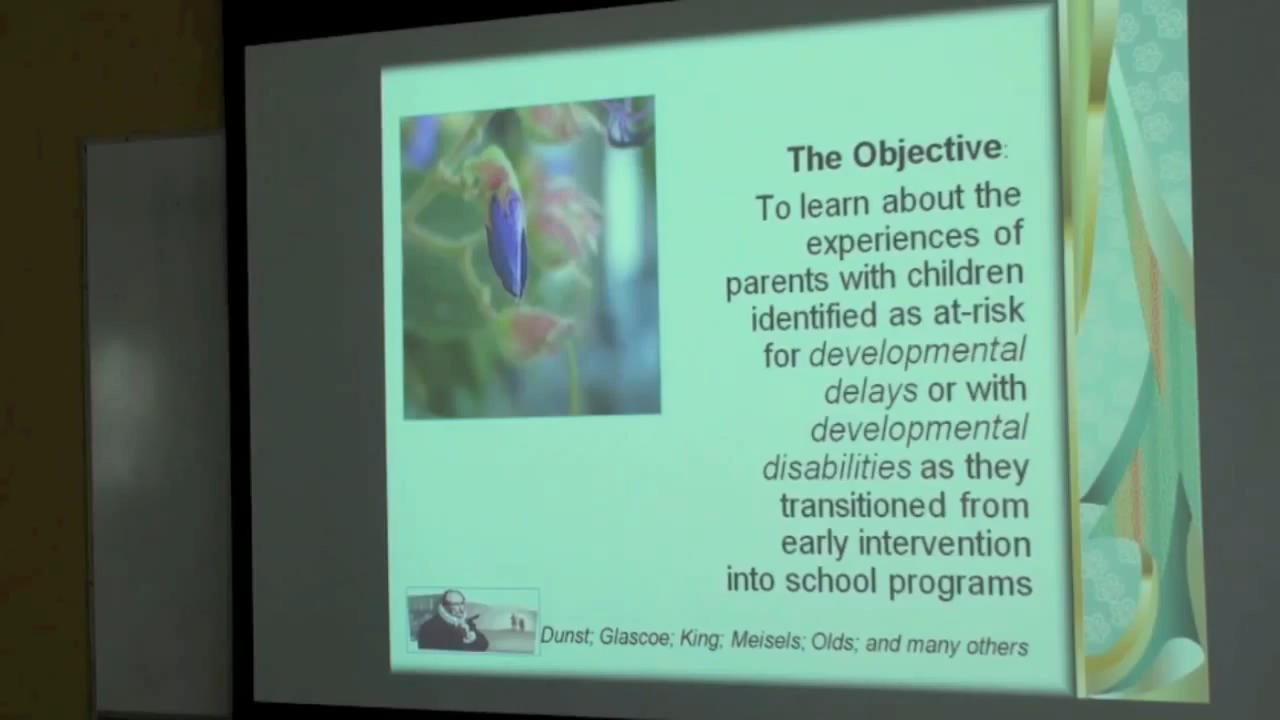 The Objective:
To learn about the
experiences of
parents with children
identified as at-risk
for developmental
delays or with
developmental
disabilities as they
transitioned from
early intervention
into school programs
Dunst; Glascoe; King; Meisels; Olds; and many others